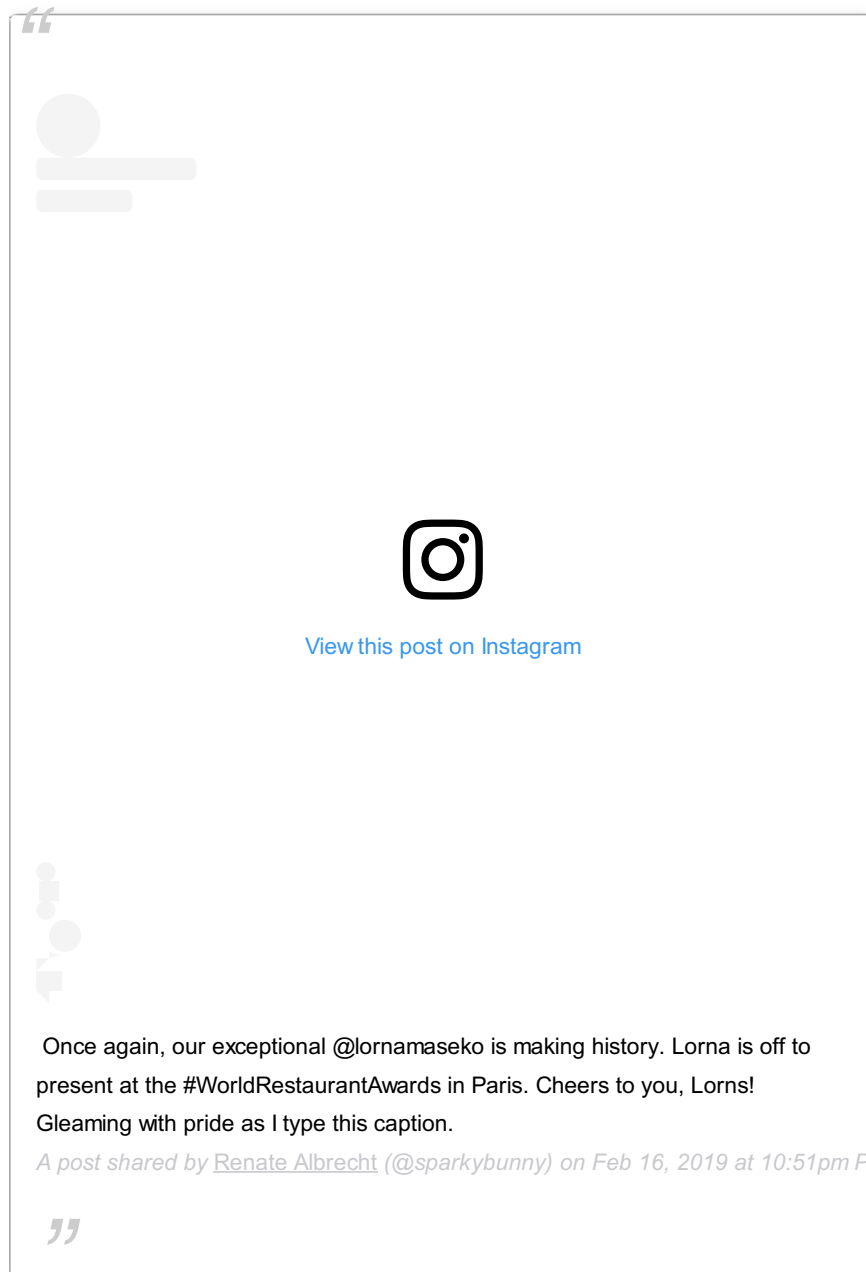 “
View this post on Instagram
Once again, our exceptional @lornamaseko is making history. Lorna is off to
present at the #WorldRestaurantAwards in Paris. Cheers to you, Lorns!
Gleaming with pride as I type this caption.
A post shared by Renate Albrecht (@sparkybunny) on Feb 16, 2019 at 10:51pm P
”